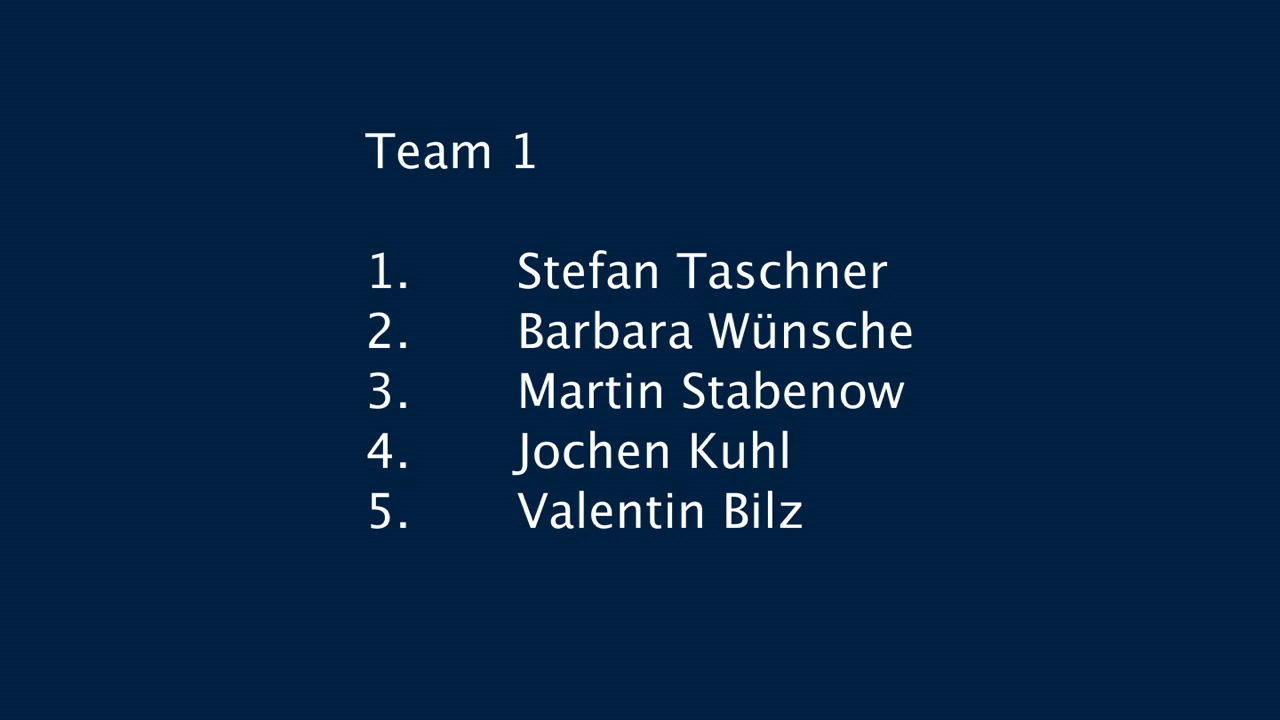 Team 1
1. Stefan Taschner
2. Barbara Wünsche
3. Martin Stabenow
4. Jochen Kuhl
5. Valentin Bilz